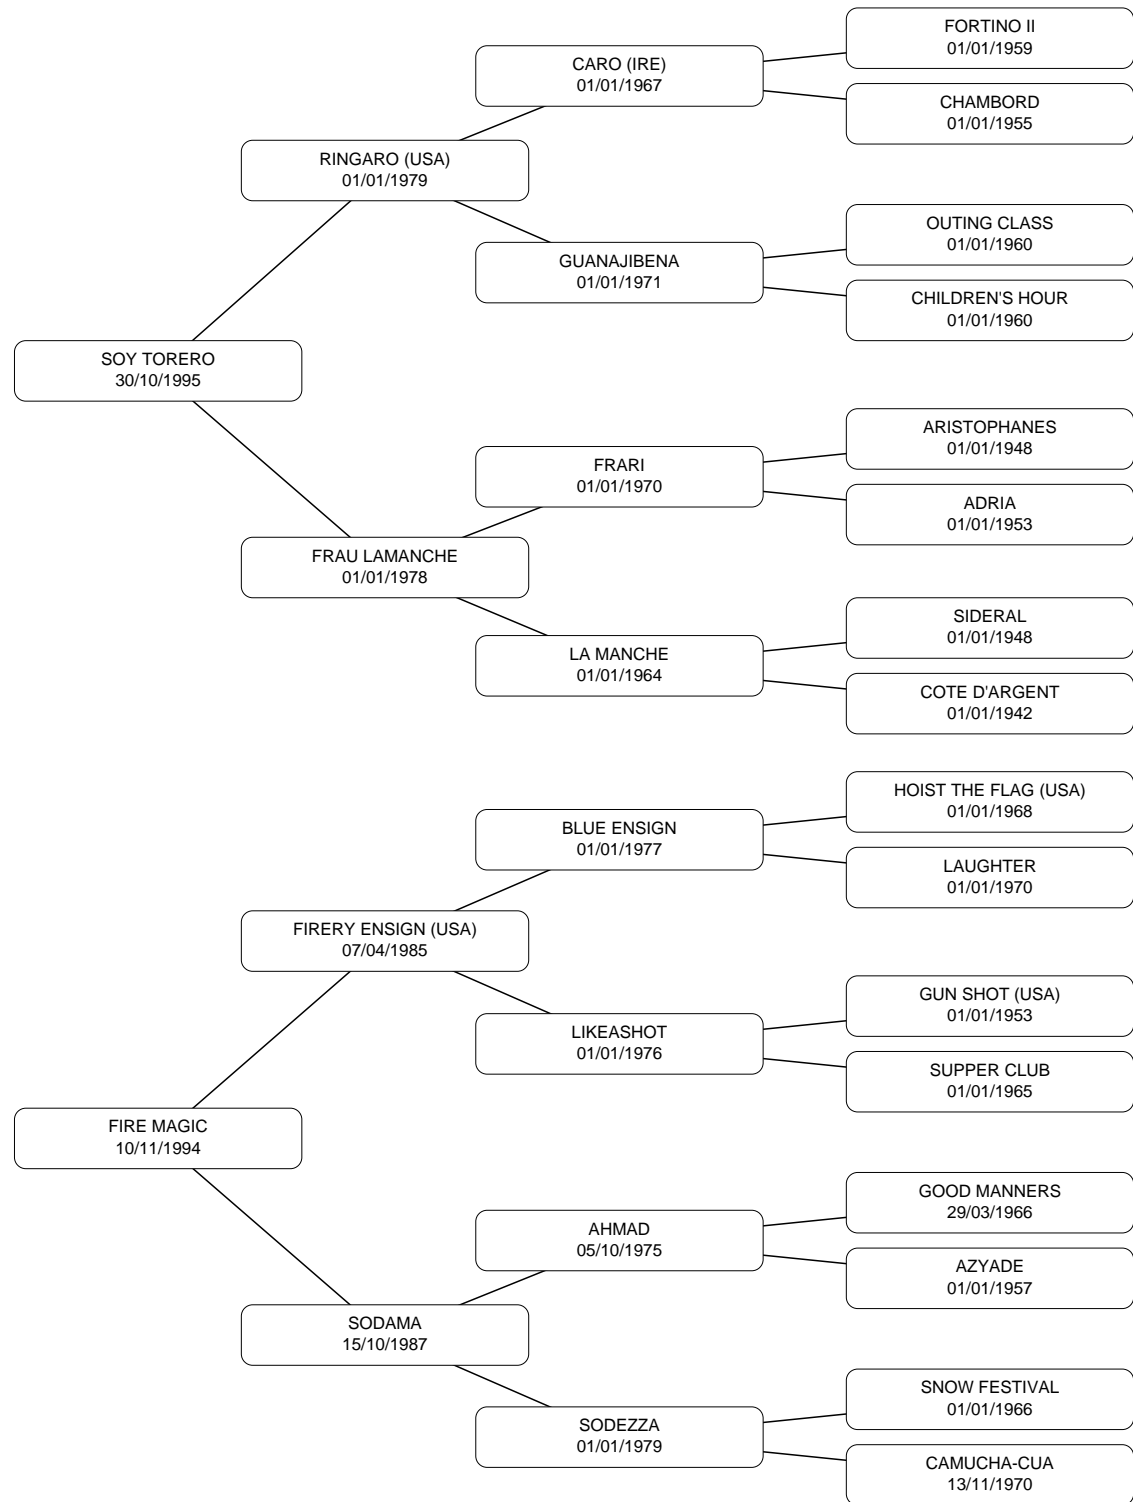 FORTINO II
01/01/1959
CARO (IRE)
01/01/1967
CHAMBORD
01/01/1955
RINGARO (USA)
01/01/1979
OUTING CLASS
01/01/1960
GUANAJIBENA
01/01/1971
CHILDREN'S HOUR
01/01/1960
SOY TORERO
30/10/1995
ARISTOPHANES
01/01/1948
FRARI
01/01/1970
ADRIA
01/01/1953
FRAU LAMANCHE
01/01/1978
SIDERAL
01/01/1948
LA MANCHE
01/01/1964
COTE D'ARGENT
01/01/1942
HOIST THE FLAG (USA)
01/01/1968
BLUE ENSIGN
01/01/1977
LAUGHTER
01/01/1970
FIRERY ENSIGN (USA)
07/04/1985
GUN SHOT (USA)
01/01/1953
LIKEASHOT
01/01/1976
SUPPER CLUB
01/01/1965
FIRE MAGIC
10/11/1994
GOOD MANNERS
29/03/1966
AHMAD
05/10/1975
AZYADE
01/01/1957
SODAMA
15/10/1987
SNOW FESTIVAL
01/01/1966
SODEZZA
01/01/1979
CAMUCHA-CUA
13/11/1970